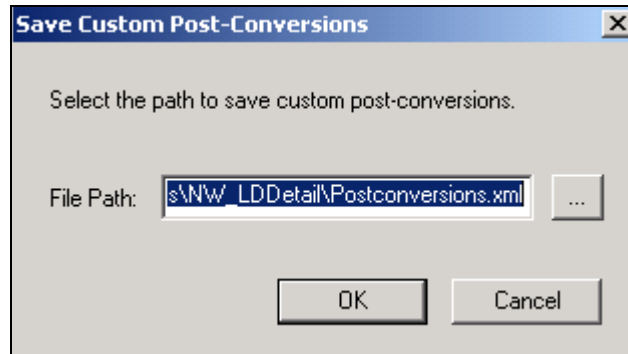 Save Custom Post-Conversions
Select the path to save custom post-conversions.
File Path: s\NW_LDDetail\Postconversions.xml ...
OK Cancel